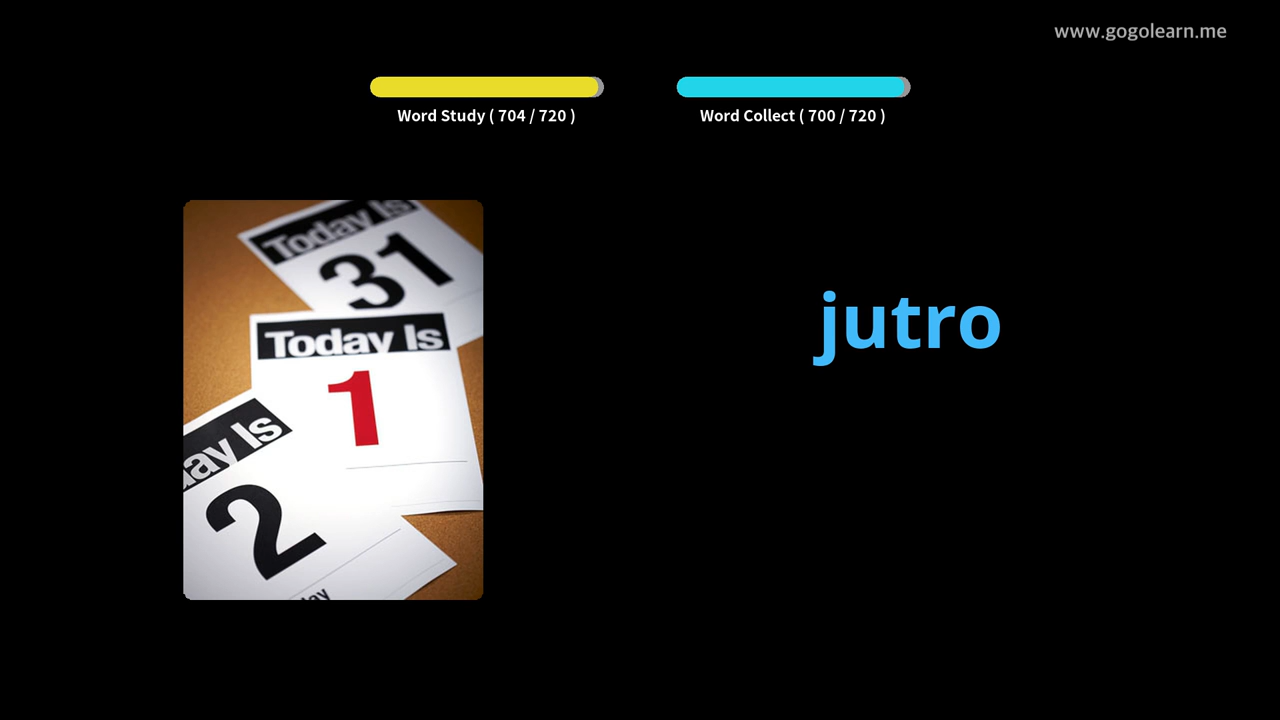 www.gogolearn.me
Word Study ( 704 / 720 )
Word Collect ( 700 / 720 )
Today Is
31
Today Is
1
day Is
2
jutro